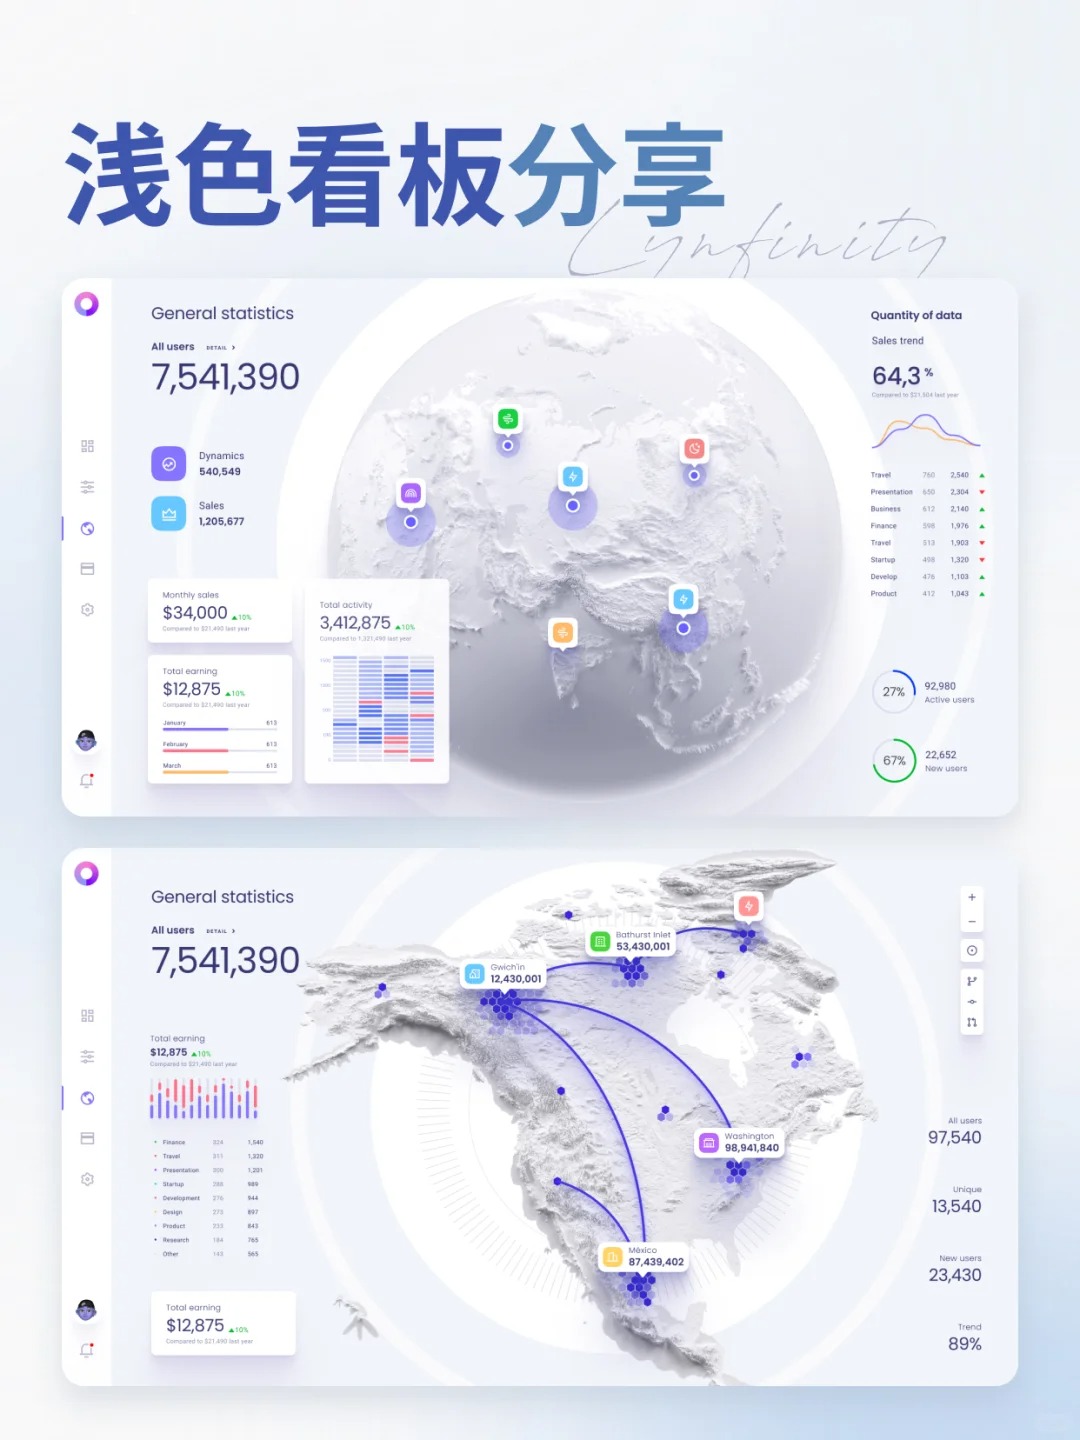 浅色看板分享
Lynfinity
General statistics
All users DETAIL >
7,541,390
Dynamics
540,549
Sales
1,205,677
Monthly sales
$34,000 ▲10%
Compared to $21,490 last year
Total earning
$12,875 ▲10%
Compared to $21,490 last year
January 613
February 613
March 613
Total activity
3,412,875 ▲10%
Compared to 1,321,490 last year
Quantity of data
Sales trend
64,3 %
Compared to $21,504 last year
Travel 760 2,540 ▲
Presentation 650 2,304 ▼
Business 612 2,140 ▲
Finance 598 1,976 ▲
Travel 513 1,903 ▼
Startup 498 1,320 ▼
Develop 476 1,103 ▲
Product 412 1,043 ▲
27%
92,980
Active users
67%
22,652
New users
General statistics
All users DETAIL >
7,541,390
Total earning
$12,875 ▲10%
Compared to $21,490 last year
Finance 324 1,540
Travel 311 1,320
Presentation 300 1,201
Startup 288 989
Development 276 944
Design 273 897
Product 233 843
Research 184 765
Other 143 565
Total earning
$12,875 ▲10%
Compared to $21,490 last year
Bathurst Inlet
53,430,001
Gwich'in
12,430,001
Washington
98,941,840
México
87,439,402
All users
97,540
Unique
13,540
New users
23,430
Trend
89%